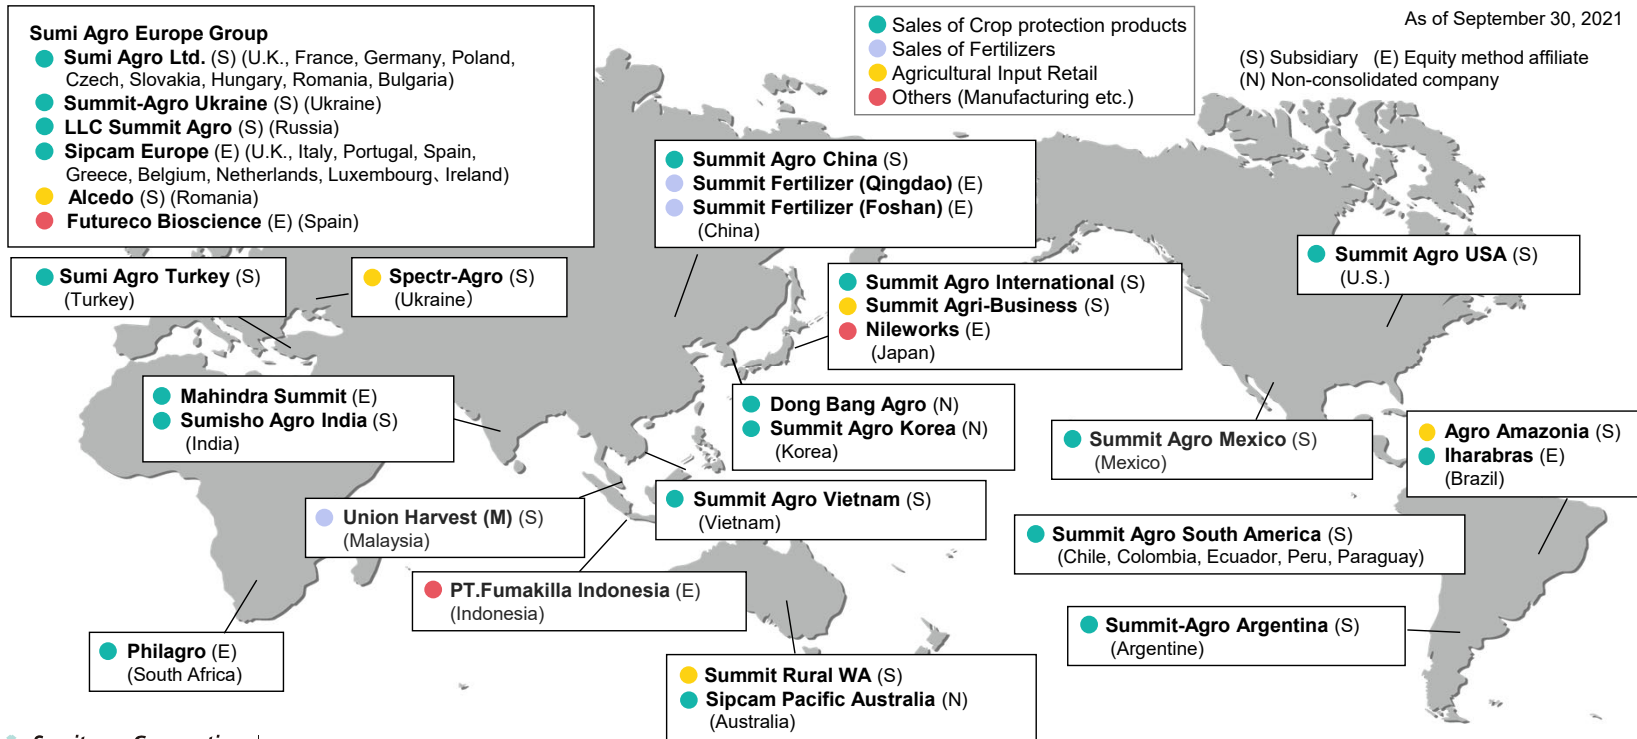 Sumi Agro Europe Group
Sumi Agro Ltd. (S) (U.K., France, Germany, Poland,
Czech, Slovakia, Hungary, Romania, Bulgaria)
Summit-Agro Ukraine (S) (Ukraine)
LLC Summit Agro (S) (Russia)
Sipcam Europe (E) (U.K., Italy, Portugal, Spain,
Greece, Belgium, Netherlands, Luxembourg、Ireland)
Alcedo (S) (Romania)
Futureco Bioscience (E) (Spain)
Sales of Crop protection products
Sales of Fertilizers
Agricultural Input Retail
Others (Manufacturing etc.)
As of September 30, 2021
(S) Subsidiary (E) Equity method affiliate
(N) Non-consolidated company
Summit Agro China (S)
Summit Fertilizer (Qingdao) (E)
Summit Fertilizer (Foshan) (E)
(China)
Summit Agro USA (S)
(U.S.)
Sumi Agro Turkey (S)
(Turkey)
Spectr-Agro (S)
(Ukraine）
Summit Agro International (S)
Summit Agri-Business (S)
Nileworks (E)
(Japan)
Mahindra Summit (E)
Sumisho Agro India (S)
(India)
Dong Bang Agro (N)
Summit Agro Korea (N)
(Korea)
Summit Agro Mexico (S)
(Mexico)
Agro Amazonia (S)
Iharabras (E)
(Brazil)
Union Harvest (M) (S)
(Malaysia)
Summit Agro Vietnam (S)
(Vietnam)
Summit Agro South America (S)
(Chile, Colombia, Ecuador, Peru, Paraguay)
PT.Fumakilla Indonesia (E)
(Indonesia)
Summit-Agro Argentina (S)
(Argentine)
Philagro (E)
(South Africa)
Summit Rural WA (S)
Sipcam Pacific Australia (N)
(Australia)